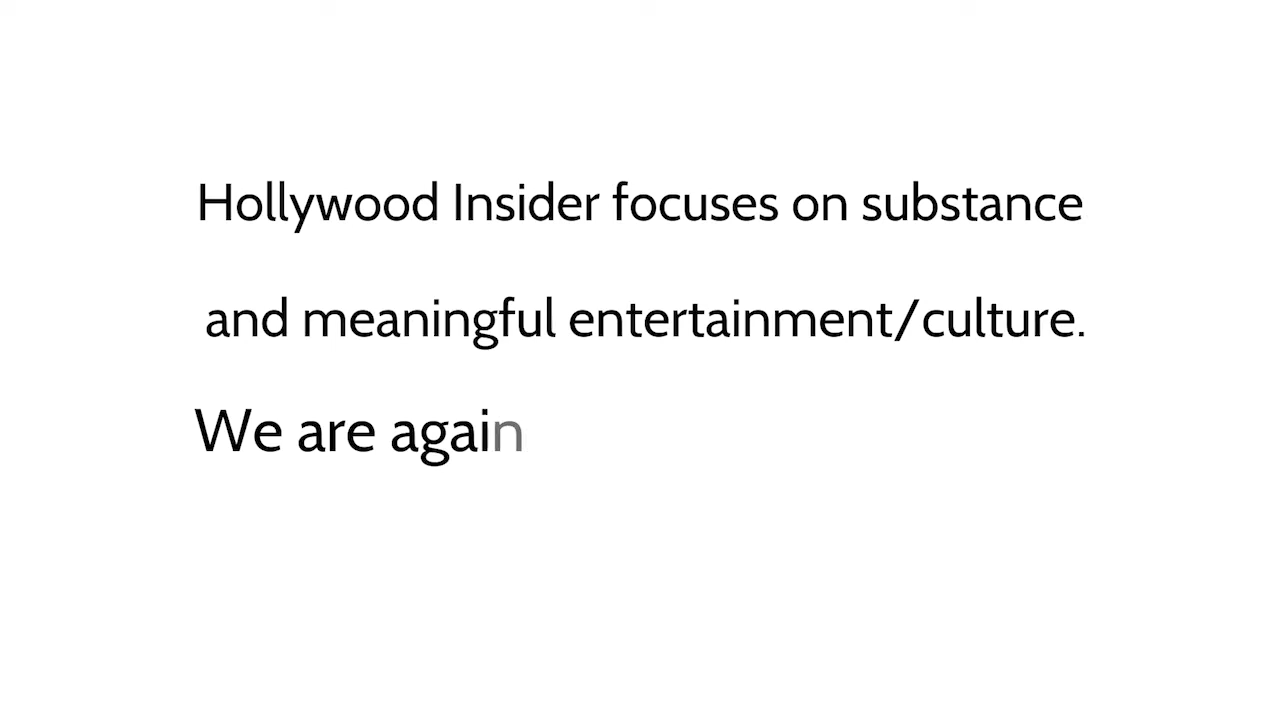 Hollywood Insider focuses on substance
and meaningful entertainment/culture.
We are again